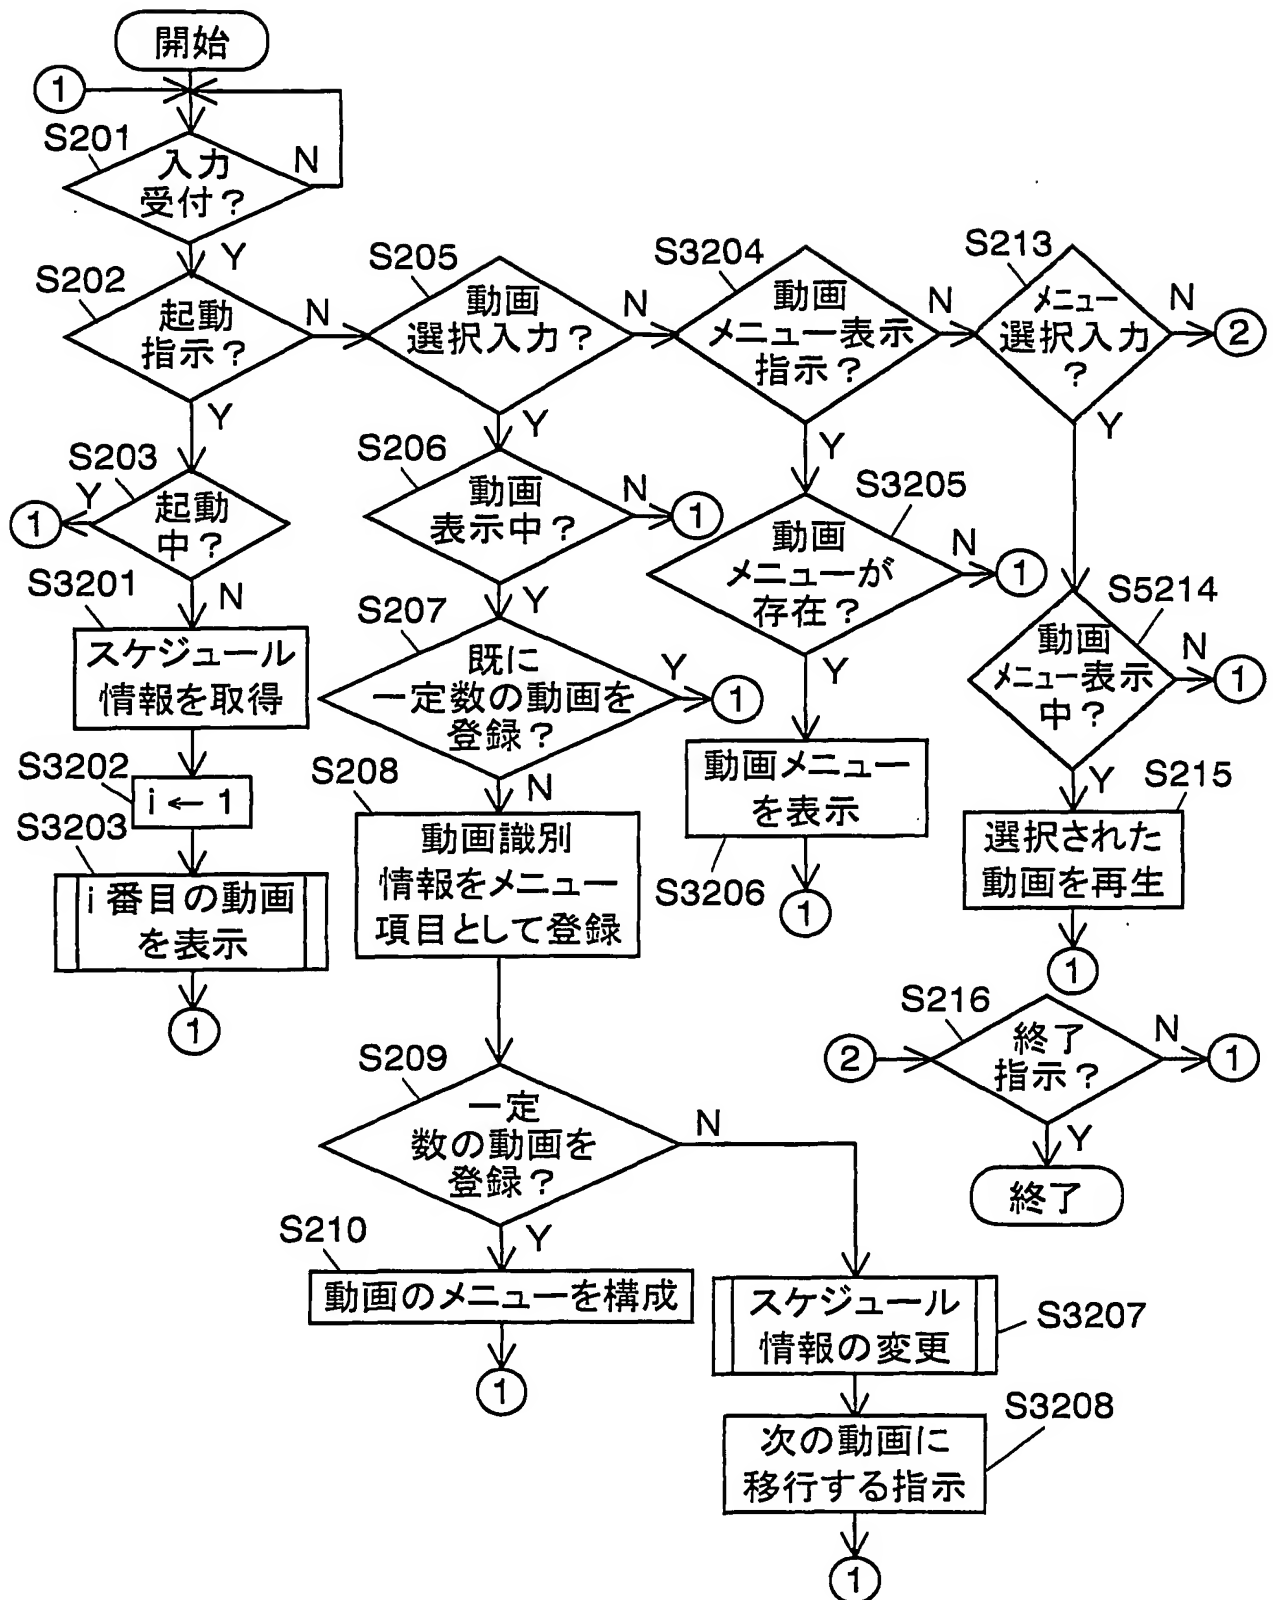 開始
1
S201
入力
受付？
N
Y
S202
起動
指示？
N
Y
S203
起動
中？
Y
1
N
S3201
スケジュール
情報を取得
S3202
i ← 1
S3203
i 番目の動画
を表示
1
S205
動画
選択入力？
N
Y
S206
動画
表示中？
N
1
Y
S207
既に
一定数の動画を
登録？
Y
1
N
S208
動画識別
情報をメニュー
項目として登録
S209
一定
数の動画を
登録？
N
Y
S210
動画のメニューを構成
1
スケジュール
情報の変更
S3207
次の動画に
移行する指示
S3208
1
S3204
動画
メニュー表示
指示？
N
Y
S3205
動画
メニューが
存在？
N
1
Y
動画メニュー
を表示
S3206
1
S213
メニュー
選択入力
？
N
2
Y
S5214
動画
メニュー表示
中？
N
1
Y
S215
選択された
動画を再生
1
S216
2
終了
指示？
N
1
Y
終了